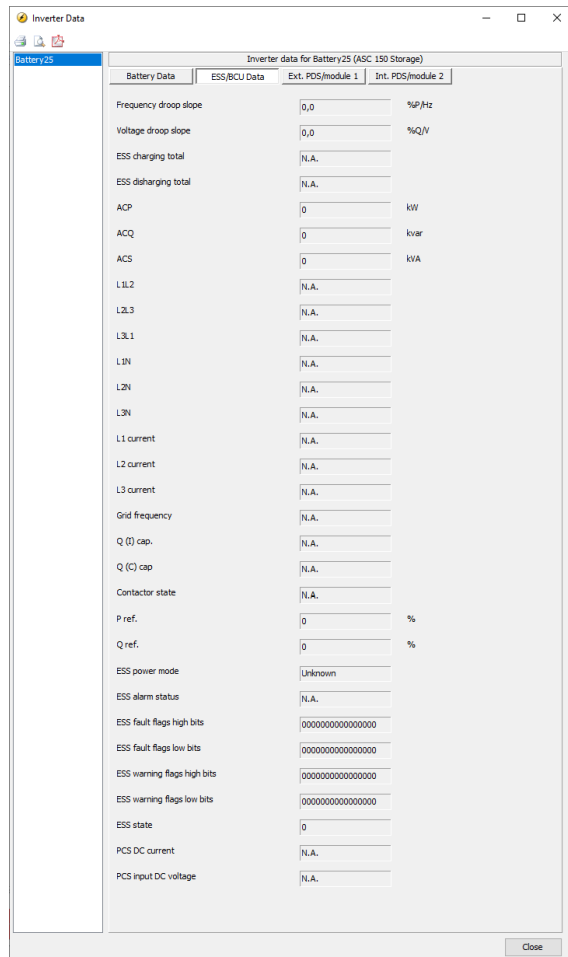 Inverter Data
Battery25
Inverter data for Battery25 (ASC 150 Storage)
Battery Data ESS/BCU Data Ext. PDS/module 1 Int. PDS/module 2
Frequency droop slope 0,0 %P/Hz
Voltage droop slope 0,0 %Q/V
ESS charging total N.A.
ESS disharging total N.A.
ACP 0 kW
ACQ 0 kvar
ACS 0 kVA
L1L2 N.A.
L2L3 N.A.
L3L1 N.A.
L1N N.A.
L2N N.A.
L3N N.A.
L1 current N.A.
L2 current N.A.
L3 current N.A.
Grid frequency N.A.
Q (I) cap. N.A.
Q (C) cap N.A.
Contactor state N.A.
P ref. 0 %
Q ref. 0 %
ESS power mode Unknown
ESS alarm status N.A.
ESS fault flags high bits 0000000000000000
ESS fault flags low bits 0000000000000000
ESS warning flags high bits 0000000000000000
ESS warning flags low bits 0000000000000000
ESS state 0
PCS DC current N.A.
PCS input DC voltage N.A.
Close